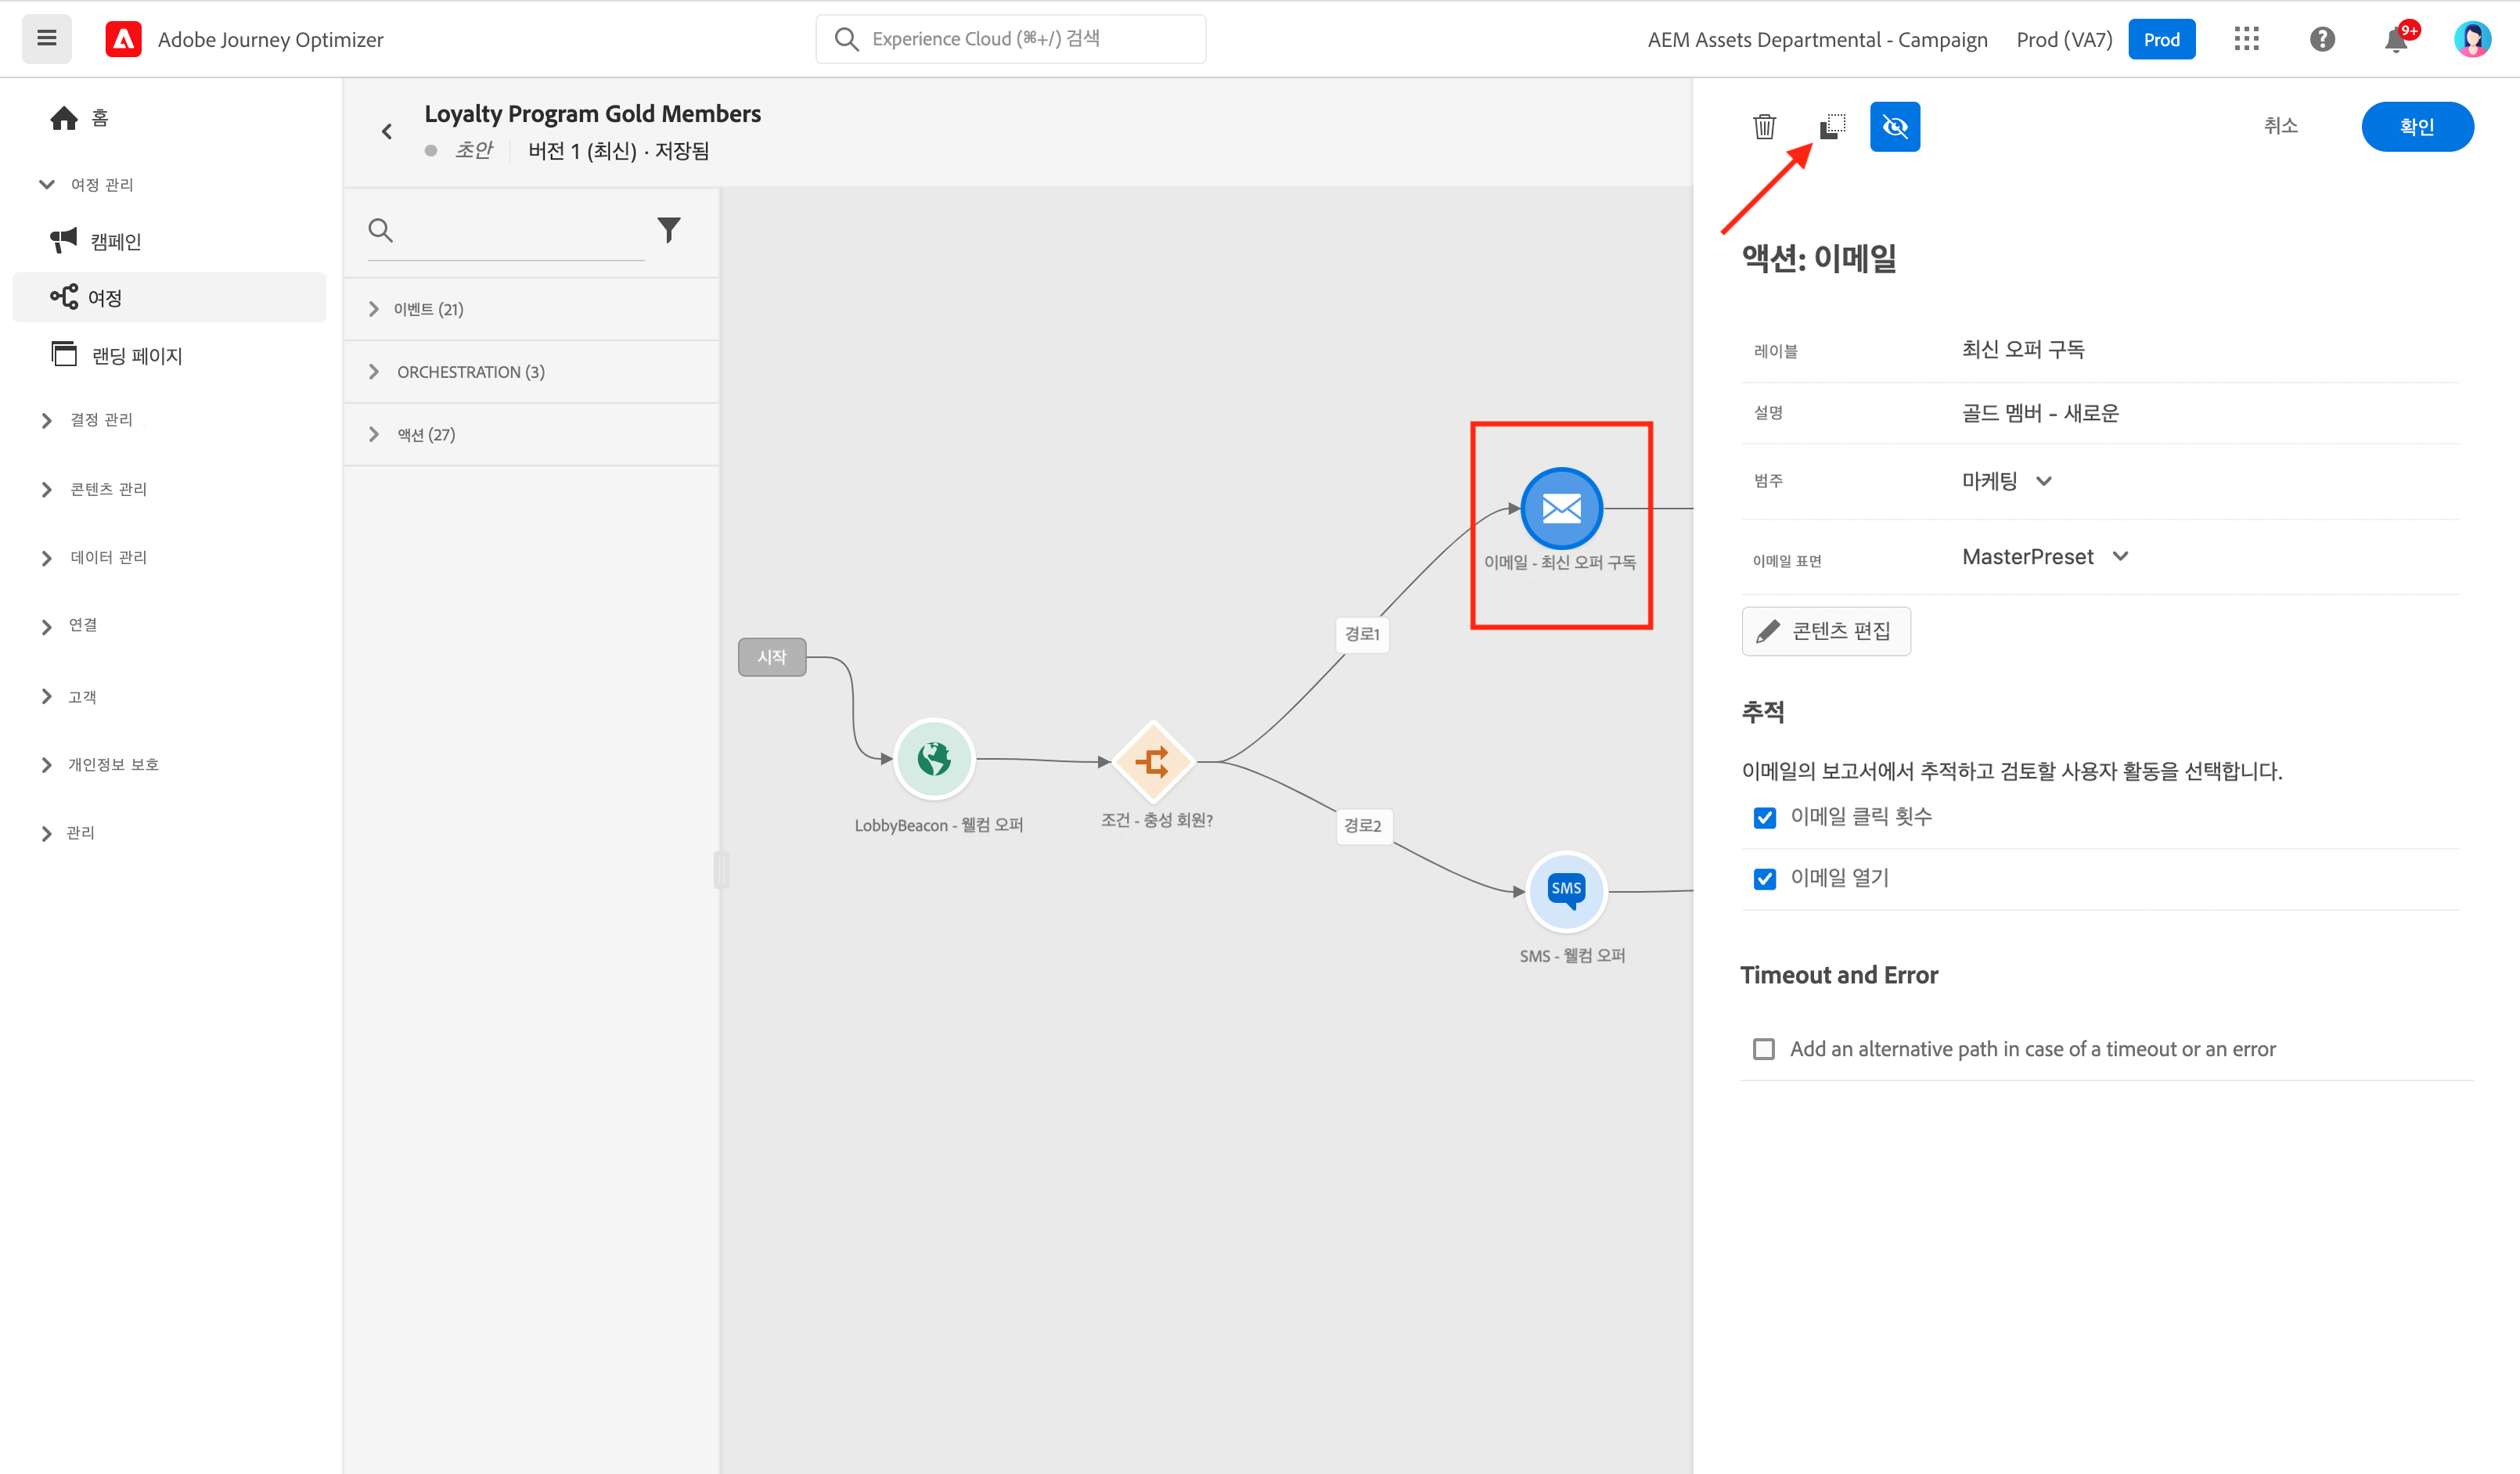 Adobe Journey Optimizer
Experience Cloud (⌘+/) 검색
AEM Assets Departmental - Campaign
Prod (VA7)
Prod
9+
홈
여정 관리
캠페인
여정
랜딩 페이지
결정 관리
콘텐츠 관리
데이터 관리
연결
고객
개인정보 보호
관리
Loyalty Program Gold Members
초안
버전 1 (최신) · 저장됨
이벤트 (21)
ORCHESTRATION (3)
액션 (27)
시작
LobbyBeacon - 웰컴 오퍼
조건 - 충성 회원?
경로1
경로2
이메일 - 최신 오퍼 구독
SMS
SMS - 웰컴 오퍼
취소
확인
액션: 이메일
레이블
최신 오퍼 구독
설명
골드 멤버 - 새로운
범주
마케팅
이메일 표면
MasterPreset
콘텐츠 편집
추적
이메일의 보고서에서 추적하고 검토할 사용자 활동을 선택합니다.
이메일 클릭 횟수
이메일 열기
Timeout and Error
Add an alternative path in case of a timeout or an error